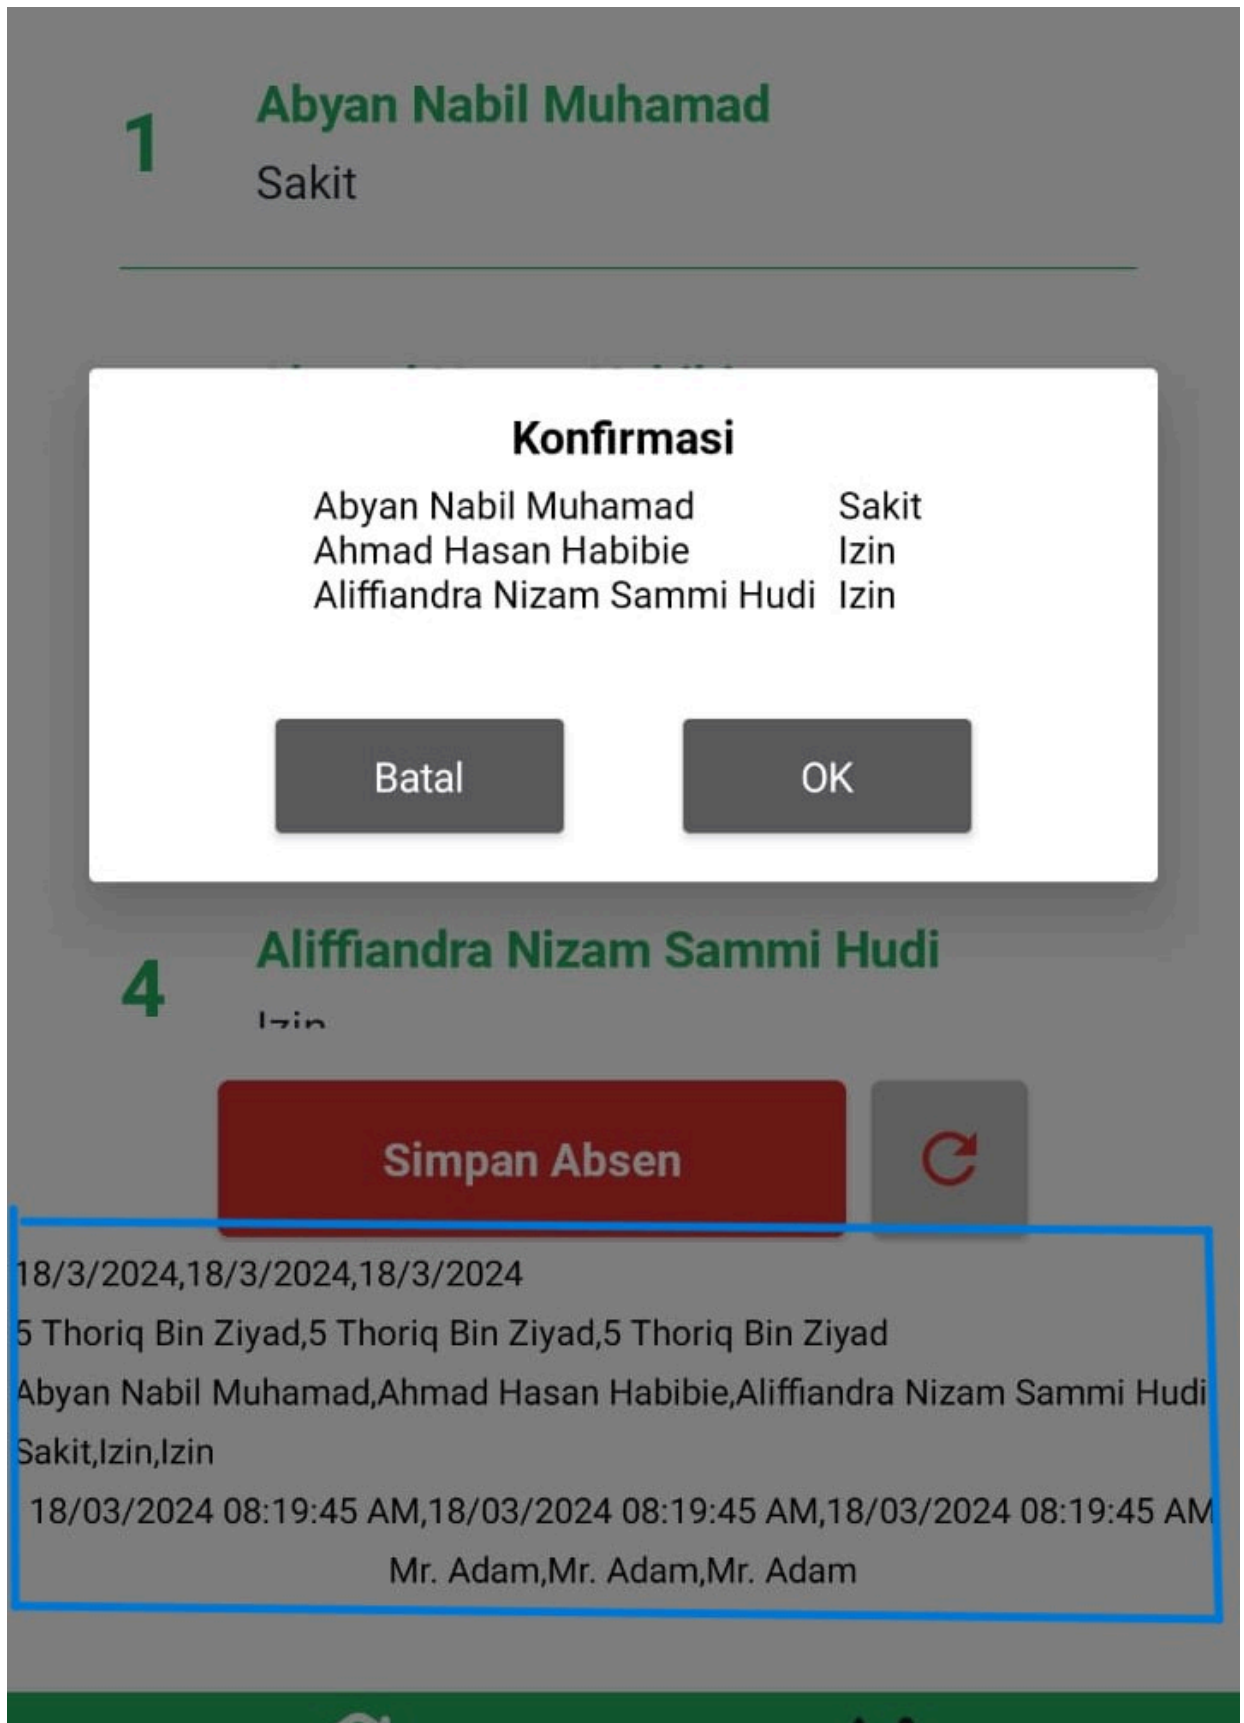 1
Abyan Nabil Muhamad
Sakit
Konfirmasi
Abyan Nabil Muhamad Sakit
Ahmad Hasan Habibie Izin
Aliffiandra Nizam Sammi Hudi Izin
Batal OK
4
Aliffiandra Nizam Sammi Hudi
Izin
Simpan Absen
18/3/2024,18/3/2024,18/3/2024
5 Thoriq Bin Ziyad,5 Thoriq Bin Ziyad,5 Thoriq Bin Ziyad
Abyan Nabil Muhamad,Ahmad Hasan Habibie,Aliffiandra Nizam Sammi Hudi
Sakit,Izin,Izin
18/03/2024 08:19:45 AM,18/03/2024 08:19:45 AM,18/03/2024 08:19:45 AM
Mr. Adam,Mr. Adam,Mr. Adam